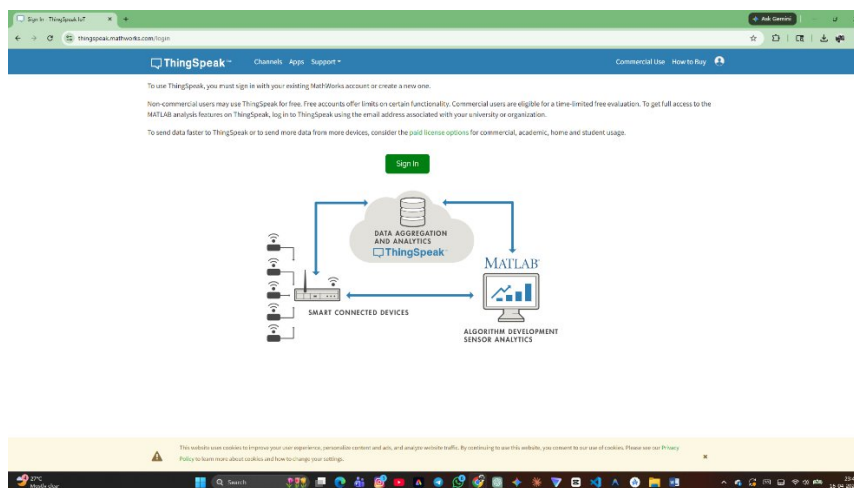 Sign In - ThingSpeak IoT
Ask Gemini
thingspeak.mathworks.com/login
ThingSpeak™
Channels Apps Support
Commercial Use How to Buy
To use ThingSpeak, you must sign in with your existing MathWorks account or create a new one.
Non-commercial users may use ThingSpeak for free. Free accounts offer limits on certain functionality. Commercial users are eligible for a time-limited free evaluation. To get full access to the
MATLAB analysis features on ThingSpeak, log in to ThingSpeak using the email address associated with your university or organization.
To send data faster to ThingSpeak or to send more data from more devices, consider the paid license options for commercial, academic, home and student usage.
Sign In
DATA AGGREGATION
AND ANALYTICS
ThingSpeak
MATLAB
SMART CONNECTED DEVICES
ALGORITHM DEVELOPMENT
SENSOR ANALYTICS
This website uses cookies to improve your user experience, personalize content and ads, and analyze website traffic. By continuing to use this website, you consent to our use of cookies. Please see our Privacy
Policy to learn more about cookies and how to change your settings.
27°C
Search